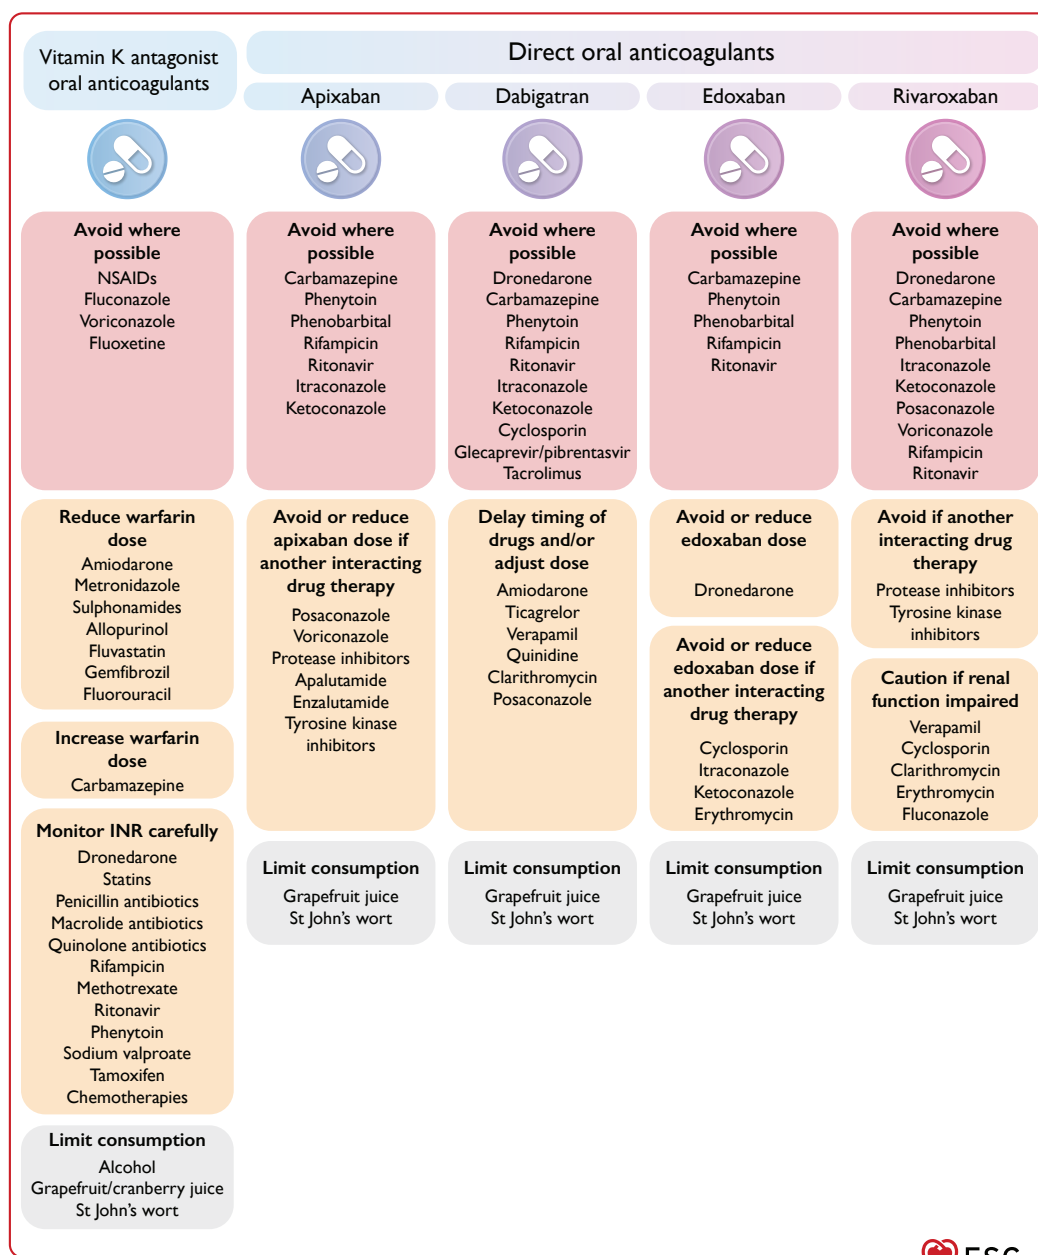 Vitamin K antagonist
oral anticoagulants
Direct oral anticoagulants
Apixaban
Dabigatran
Edoxaban
Rivaroxaban
Avoid where
possible
NSAIDs
Fluconazole
Voriconazole
Fluoxetine
Reduce warfarin
dose
Amiodarone
Metronidazole
Sulphonamides
Allopurinol
Fluvastatin
Gemfibrozil
Fluorouracil
Increase warfarin
dose
Carbamazepine
Monitor INR carefully
Dronedarone
Statins
Penicillin antibiotics
Macrolide antibiotics
Quinolone antibiotics
Rifampicin
Methotrexate
Ritonavir
Phenytoin
Sodium valproate
Tamoxifen
Chemotherapies
Limit consumption
Alcohol
Grapefruit/cranberry juice
St John's wort
Avoid where
possible
Carbamazepine
Phenytoin
Phenobarbital
Rifampicin
Ritonavir
Itraconazole
Ketoconazole
Avoid or reduce
apixaban dose if
another interacting
drug therapy
Posaconazole
Voriconazole
Protease inhibitors
Apalutamide
Enzalutamide
Tyrosine kinase
inhibitors
Limit consumption
Grapefruit juice
St John's wort
Avoid where
possible
Dronedarone
Carbamazepine
Phenytoin
Rifampicin
Ritonavir
Itraconazole
Ketoconazole
Cyclosporin
Glecaprevir/pibrentasvir
Tacrolimus
Delay timing of
drugs and/or
adjust dose
Amiodarone
Ticagrelor
Verapamil
Quinidine
Clarithromycin
Posaconazole
Limit consumption
Grapefruit juice
St John's wort
Avoid where
possible
Carbamazepine
Phenytoin
Phenobarbital
Rifampicin
Ritonavir
Avoid or reduce
edoxaban dose
Dronedarone
Avoid or reduce
edoxaban dose if
another interacting
drug therapy
Cyclosporin
Itraconazole
Ketoconazole
Erythromycin
Limit consumption
Grapefruit juice
St John's wort
Avoid where
possible
Dronedarone
Carbamazepine
Phenytoin
Phenobarbital
Itraconazole
Ketoconazole
Posaconazole
Voriconazole
Rifampicin
Ritonavir
Avoid if another
interacting drug
therapy
Protease inhibitors
Tyrosine kinase
inhibitors
Caution if renal
function impaired
Verapamil
Cyclosporin
Clarithromycin
Erythromycin
Fluconazole
Limit consumption
Grapefruit juice
St John's wort
ESC